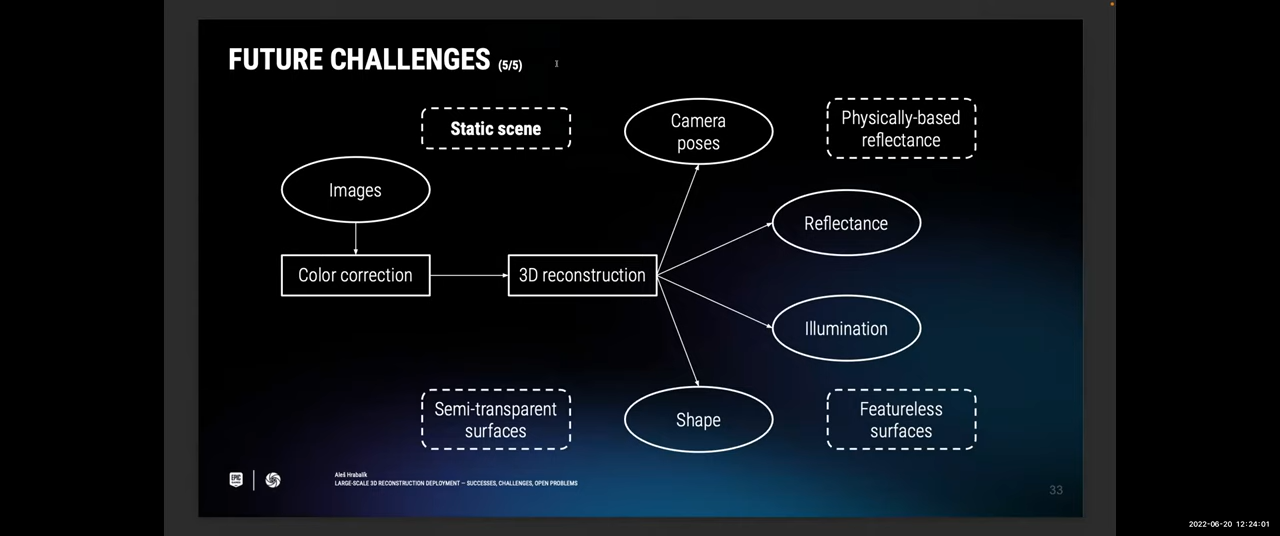 FUTURE CHALLENGES (5/5)
Static scene
Camera
poses
Physically-based
reflectance
Images
Reflectance
Color correction
3D reconstruction
Illumination
Semi-transparent
surfaces
Shape
Featureless
surfaces
EPIC
Aleš Hrabalík
LARGE-SCALE 3D RECONSTRUCTION DEPLOYMENT – SUCCESSES, CHALLENGES, OPEN PROBLEMS
33
2022-06-20 12:24:01